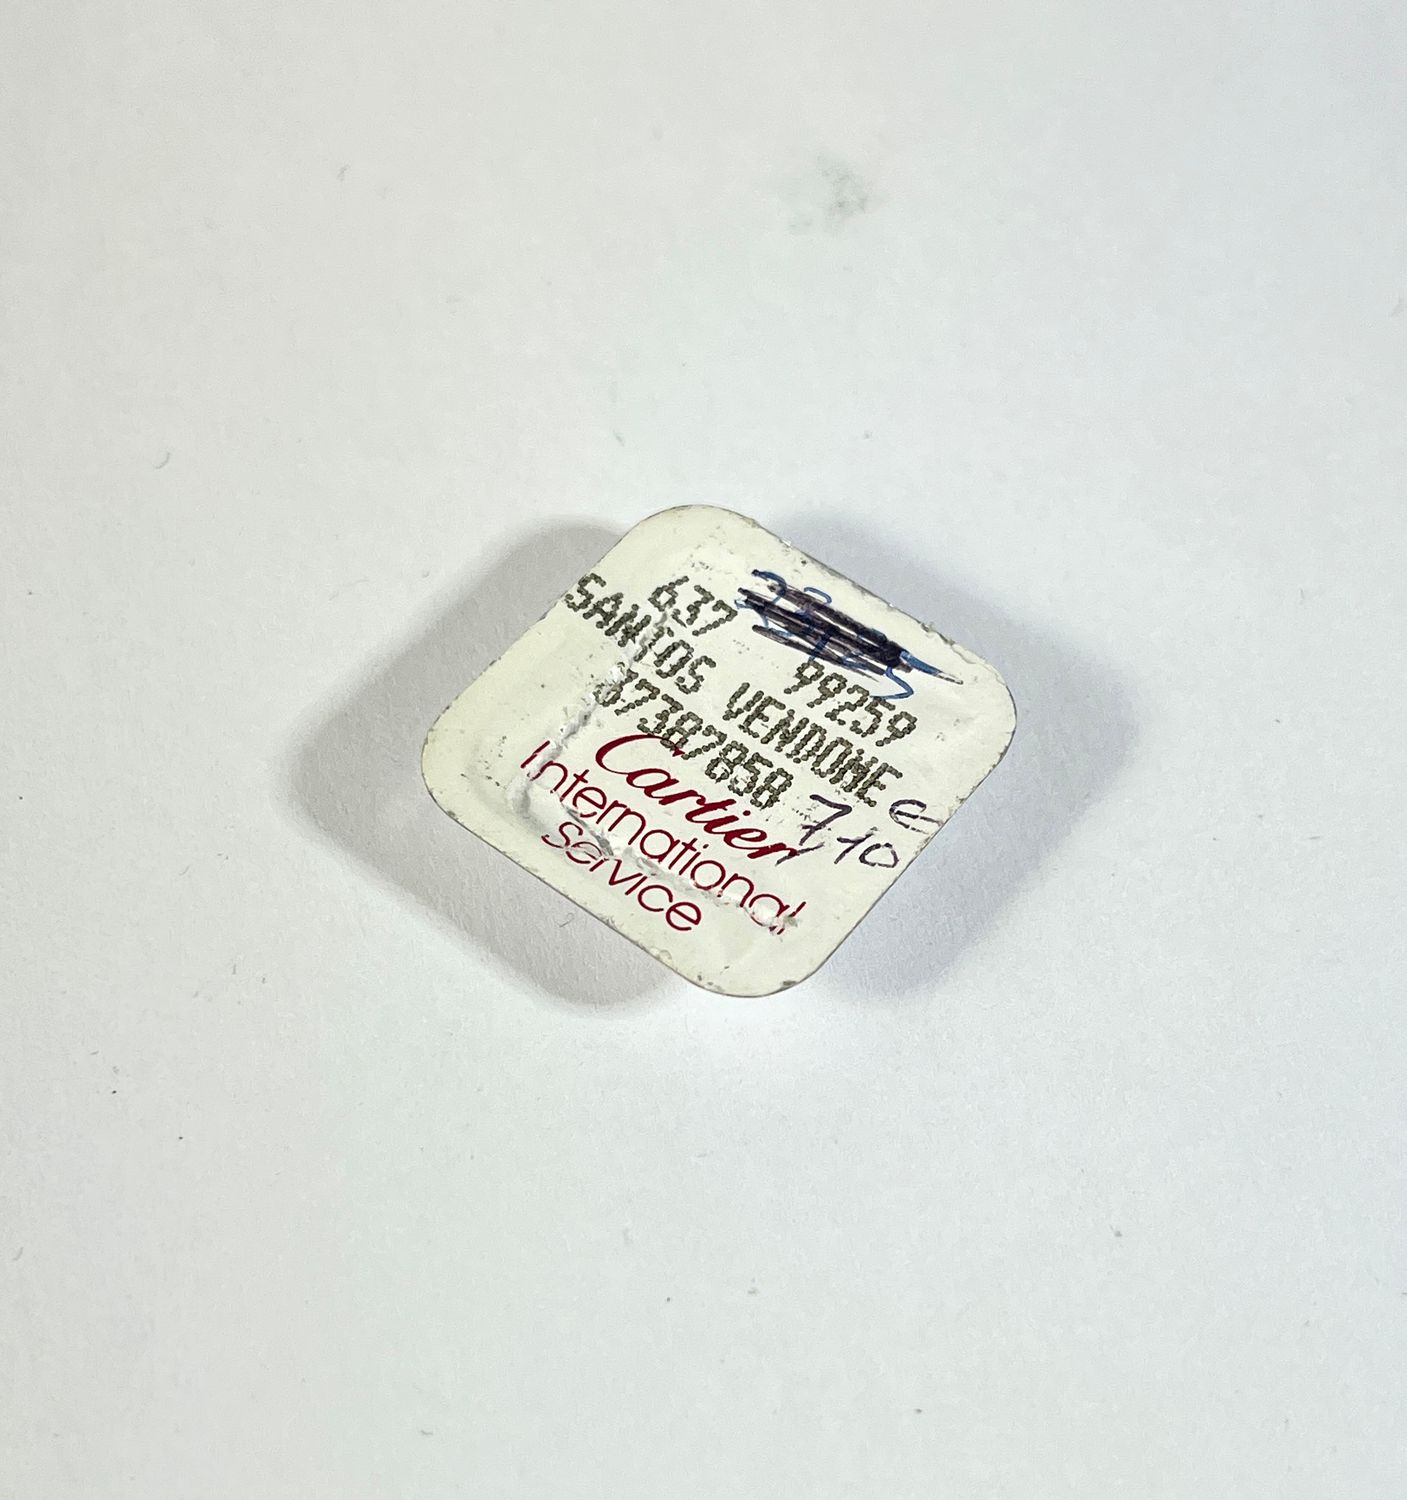 637 99259
SANTOS VENDOME
87387858
Cartier
International
Service
€
7,10